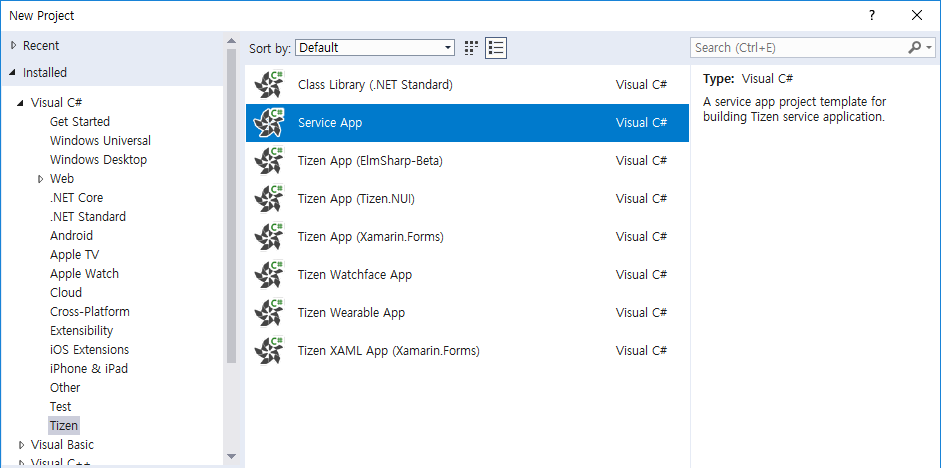 New Project
?
Recent
Installed
Visual C#
Get Started
Windows Universal
Windows Desktop
Web
.NET Core
.NET Standard
Android
Apple TV
Apple Watch
Cloud
Cross-Platform
Extensibility
iOS Extensions
iPhone & iPad
Other
Test
Tizen
Visual Basic
Visual C++
Sort by: Default
Class Library (.NET Standard) Visual C#
Service App Visual C#
Tizen App (ElmSharp-Beta) Visual C#
Tizen App (Tizen.NUI) Visual C#
Tizen App (Xamarin.Forms) Visual C#
Tizen Watchface App Visual C#
Tizen Wearable App Visual C#
Tizen XAML App (Xamarin.Forms) Visual C#
Search (Ctrl+E)
Type: Visual C#
A service app project template for
building Tizen service application.